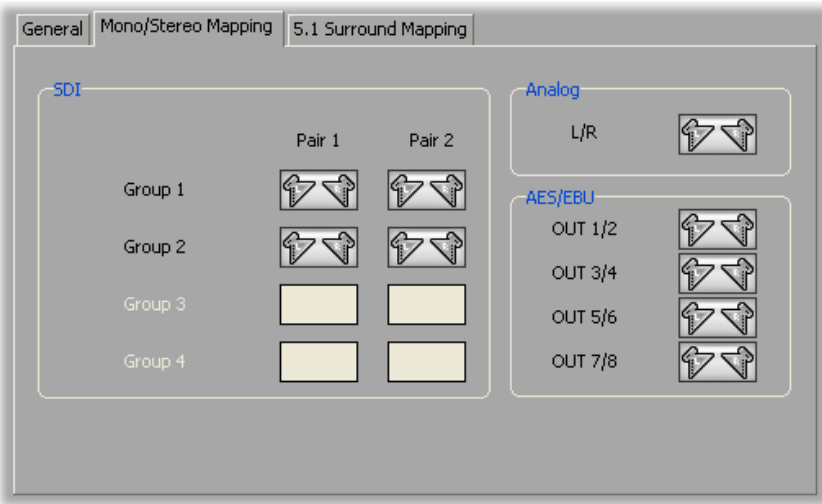 General Mono/Stereo Mapping 5.1 Surround Mapping
SDI
Pair 1 Pair 2
Group 1
Group 2
Group 3
Group 4
Analog
L/R
AES/EBU
OUT 1/2
OUT 3/4
OUT 5/6
OUT 7/8